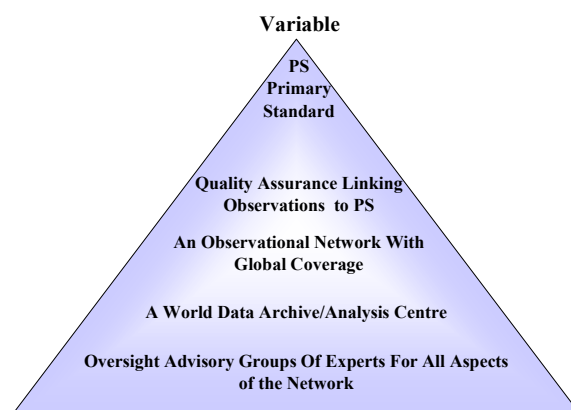 Variable
PS
Primary
Standard
Quality Assurance Linking
Observations to PS
An Observational Network With
Global Coverage
A World Data Archive/Analysis Centre
Oversight Advisory Groups Of Experts For All Aspects
of the Network